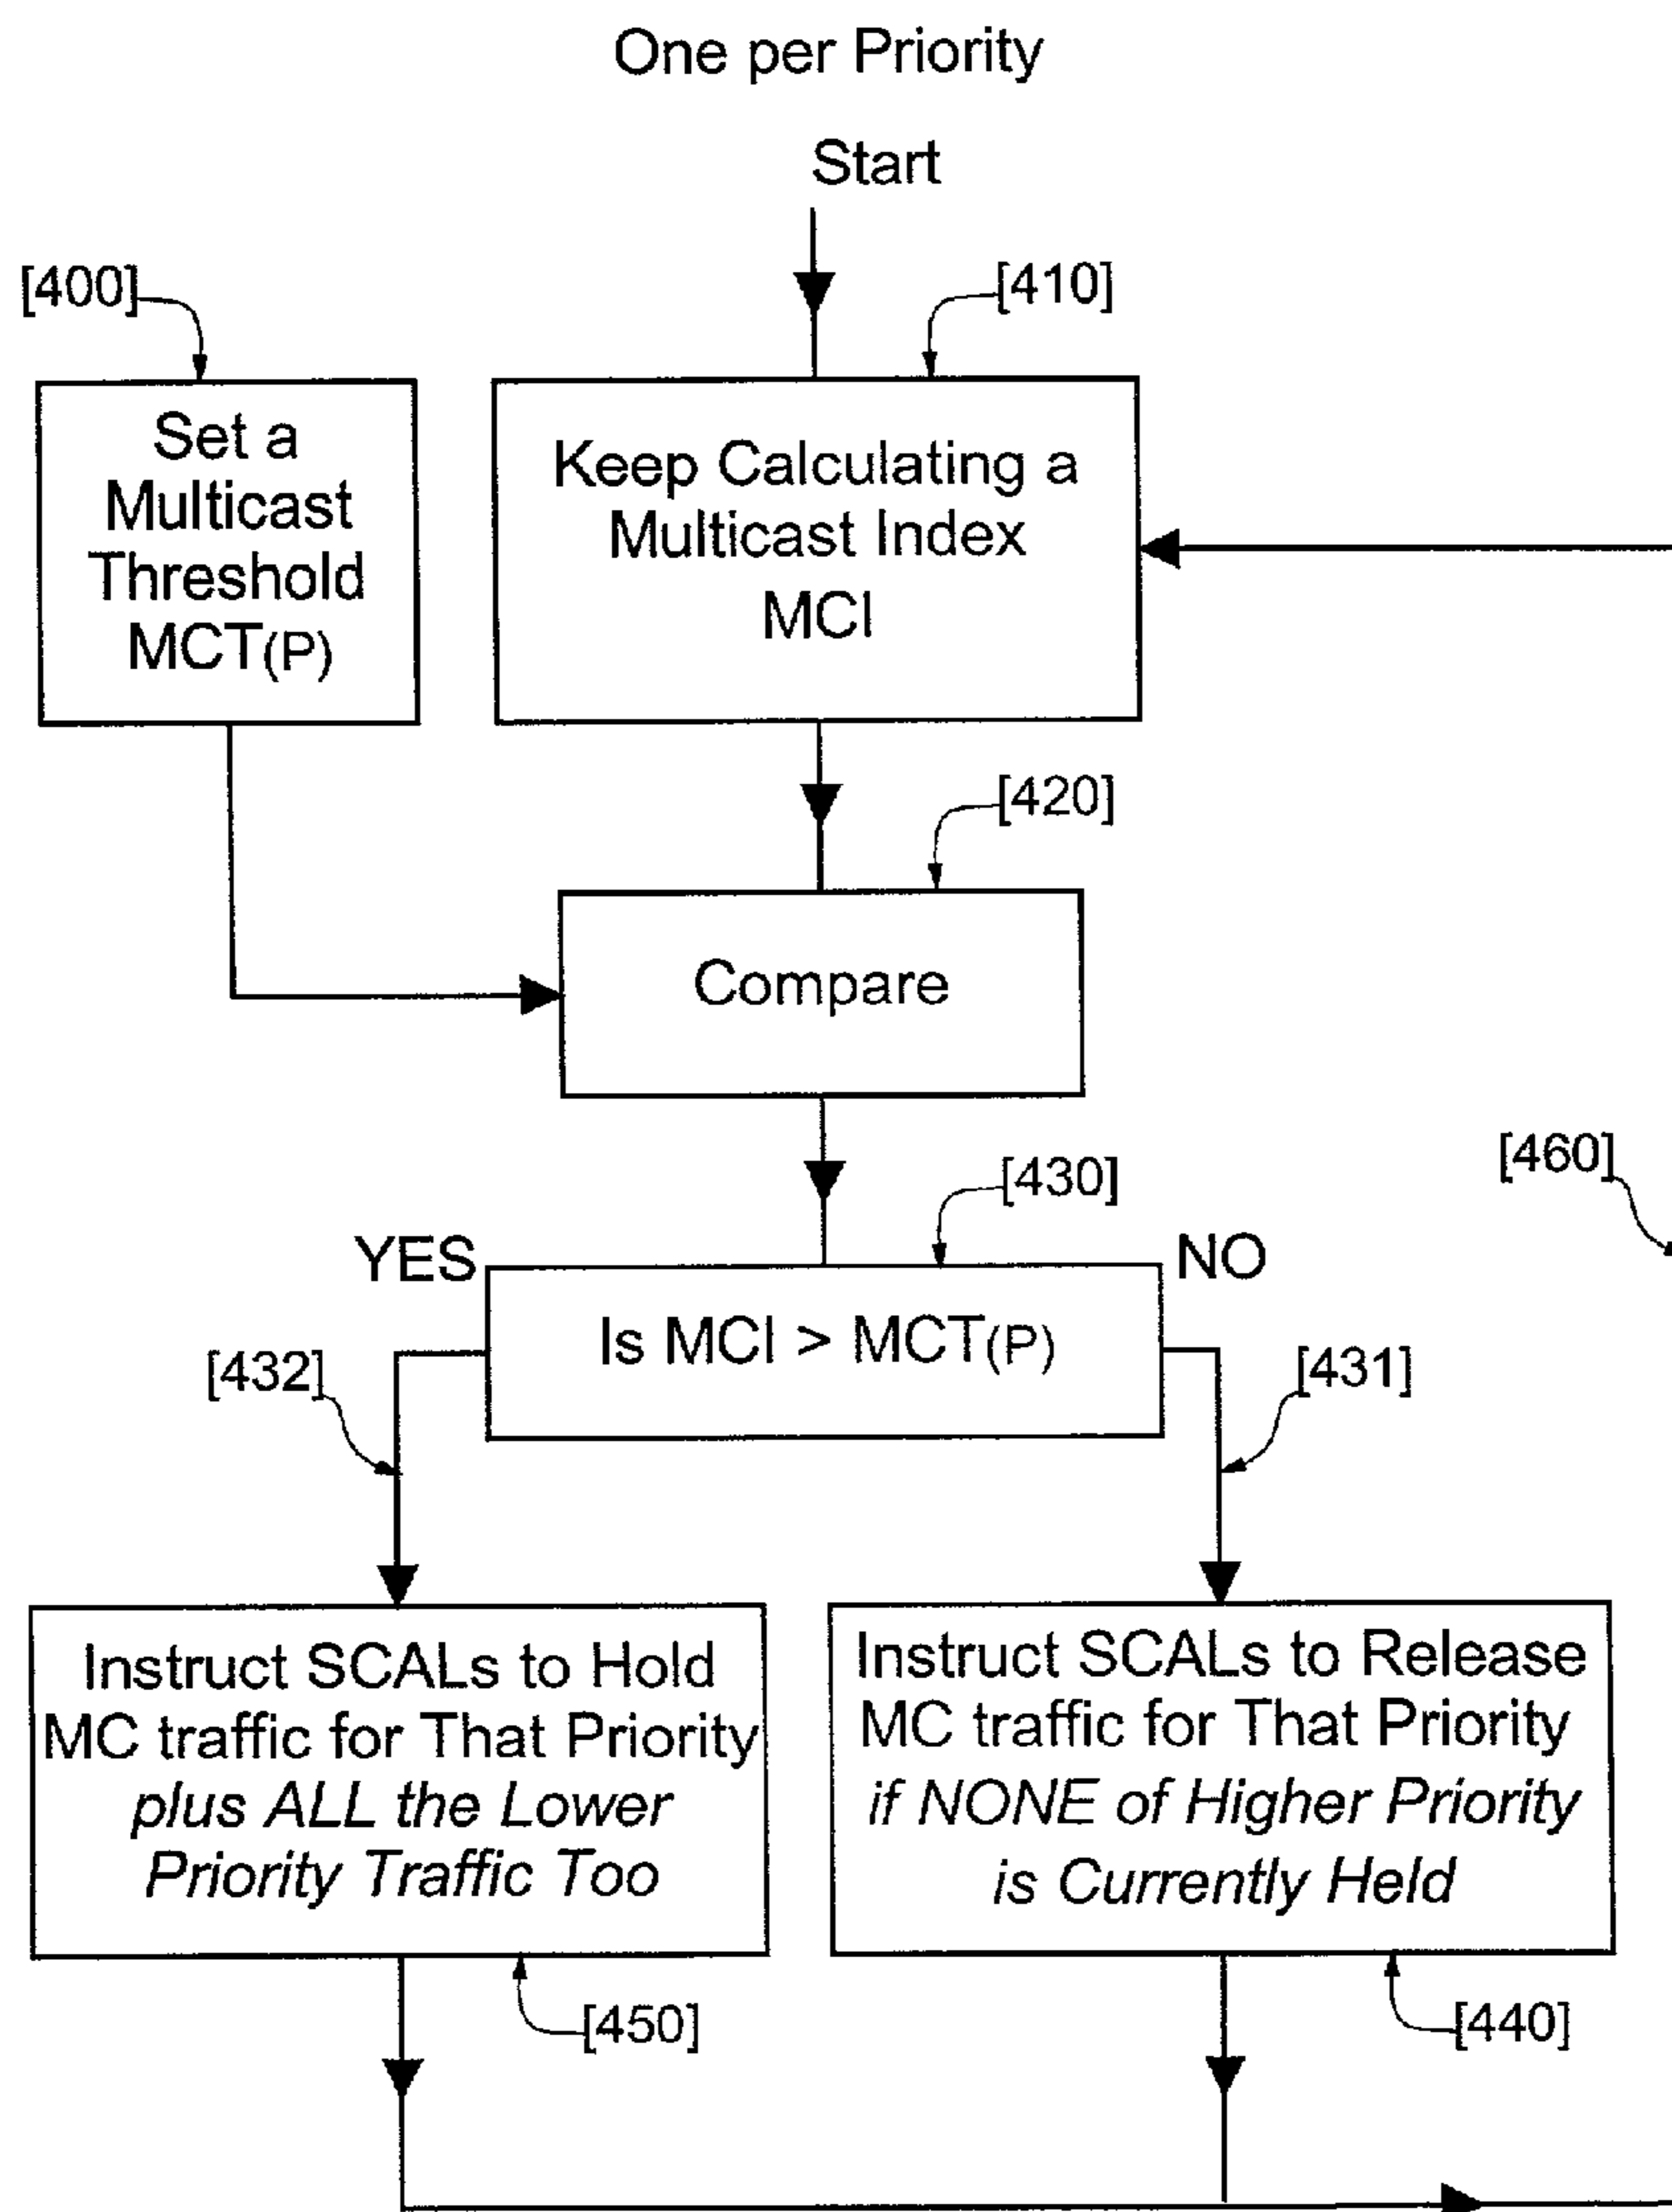 One per Priority
Start
[400]
[410]
Set a
Multicast
Threshold
MCT(P)
Keep Calculating a
Multicast Index
MCI
[420]
Compare
[460]
[430]
YES
NO
Is MCI > MCT(P)
[432]
[431]
Instruct SCALs to Hold
MC traffic for That Priority
plus ALL the Lower
Priority Traffic Too
Instruct SCALs to Release
MC traffic for That Priority
if NONE of Higher Priority
is Currently Held
[450]
[440]